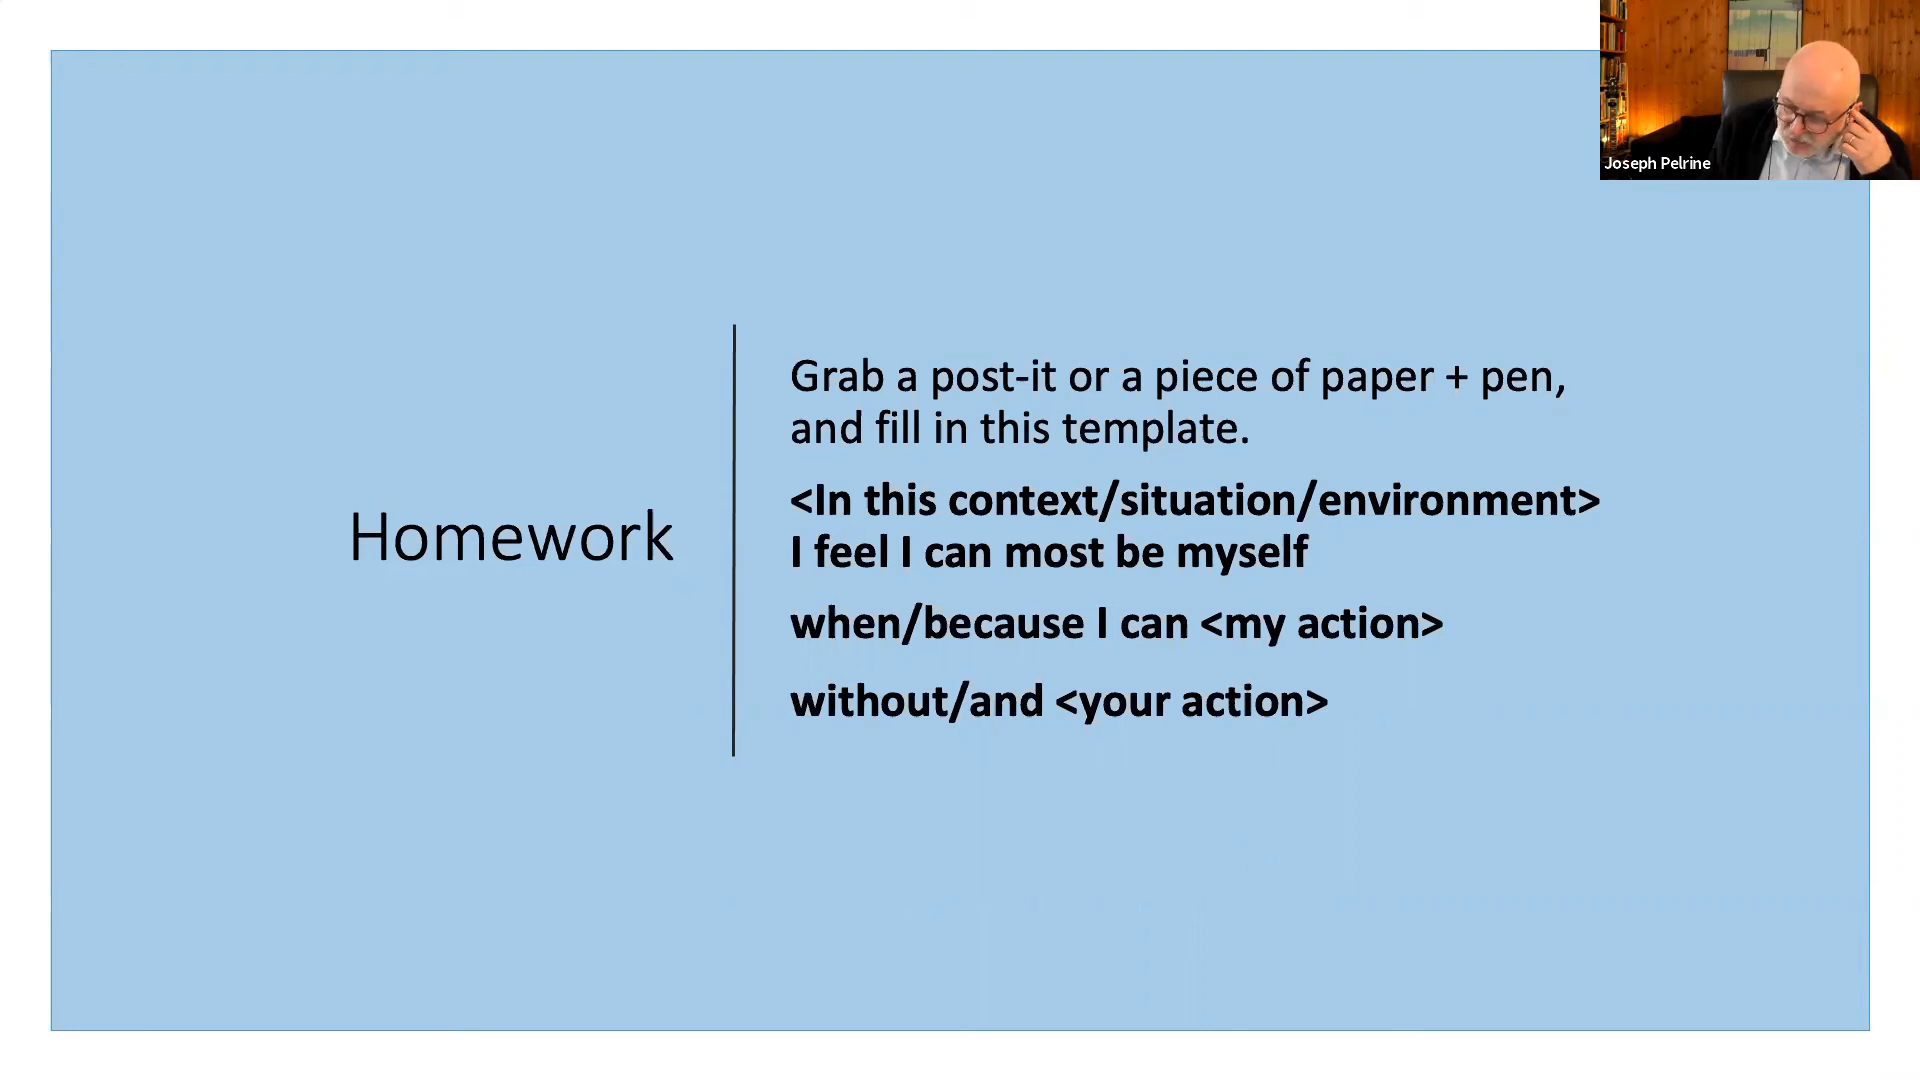 Joseph Pelrine
Homework
Grab a post-it or a piece of paper + pen,
and fill in this template.
<In this context/situation/environment>
I feel I can most be myself
when/because I can <my action>
without/and <your action>